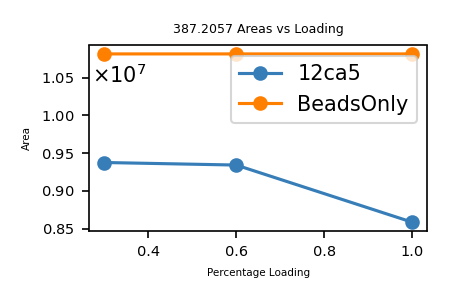 387.2057 Areas vs Loading
×10⁷
12ca5
BeadsOnly
1.05
1.00
0.95
0.90
0.85
Area
0.4 0.6 0.8 1.0
Percentage Loading